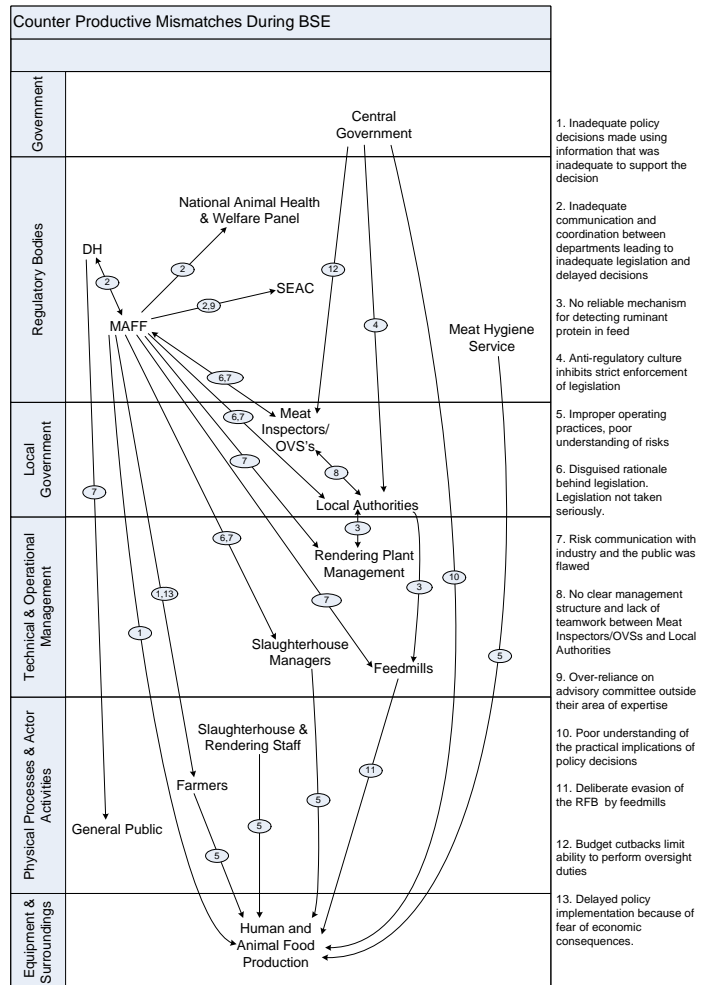 Counter Productive Mismatches During BSE
Government
Central
Government
Regulatory Bodies
National Animal Health
& Welfare Panel
DH
2
2
12
SEAC
2,9
MAFF
4
Meat Hygiene
Service
6,7
Local
Government
6,7
Meat
Inspectors/
OVS's
7
8
7
Local Authorities
3
Technical & Operational
Management
6,7
Rendering Plant
Management
10
3
1,13
7
1
Slaughterhouse
Managers
5
Feedmills
Physical Processes & Actor
Activities
Slaughterhouse &
Rendering Staff
11
Farmers
5
General Public
5
5
Equipment &
Surroundings
Human and
Animal Food
Production
1. Inadequate policy
decisions made using
information that was
inadequate to support the
decision
2. Inadequate
communication and
coordination between
departments leading to
inadequate legislation and
delayed decisions
3. No reliable mechanism
for detecting ruminant
protein in feed
4. Anti-regulatory culture
inhibits strict enforcement
of legislation
5. Improper operating
practices, poor
understanding of risks
6. Disguised rationale
behind legislation.
Legislation not taken
seriously.
7. Risk communication with
industry and the public was
flawed
8. No clear management
structure and lack of
teamwork between Meat
Inspectors/OVSs and Local
Authorities
9. Over-reliance on
advisory committee outside
their area of expertise
10. Poor understanding of
the practical implications of
policy decisions
11. Deliberate evasion of
the RFB by feedmills
12. Budget cutbacks limit
ability to perform oversight
duties
13. Delayed policy
implementation because of
fear of economic
consequences.